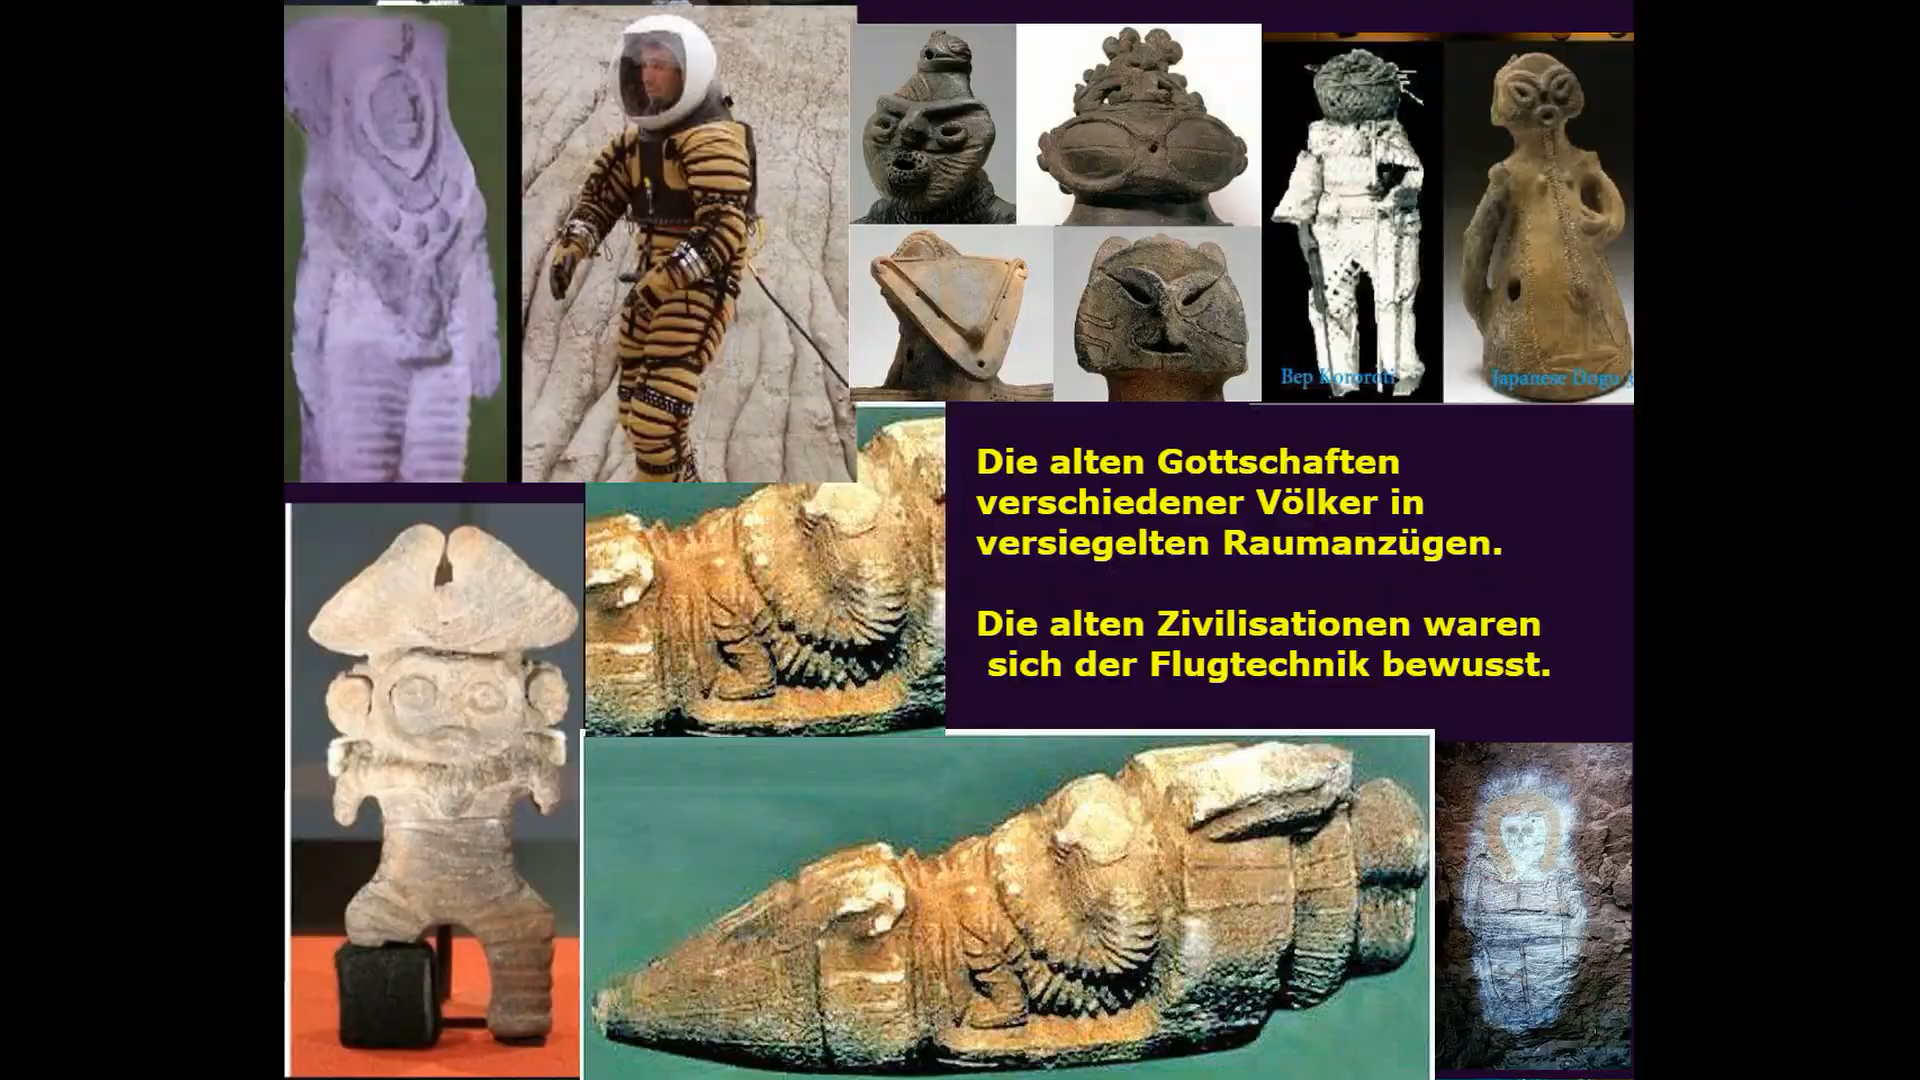 Bep Kororoti
Japanese Dogu
Die alten Gottschaften
verschiedener Völker in
versiegelten Raumanzügen.
Die alten Zivilisationen waren
sich der Flugtechnik bewusst.